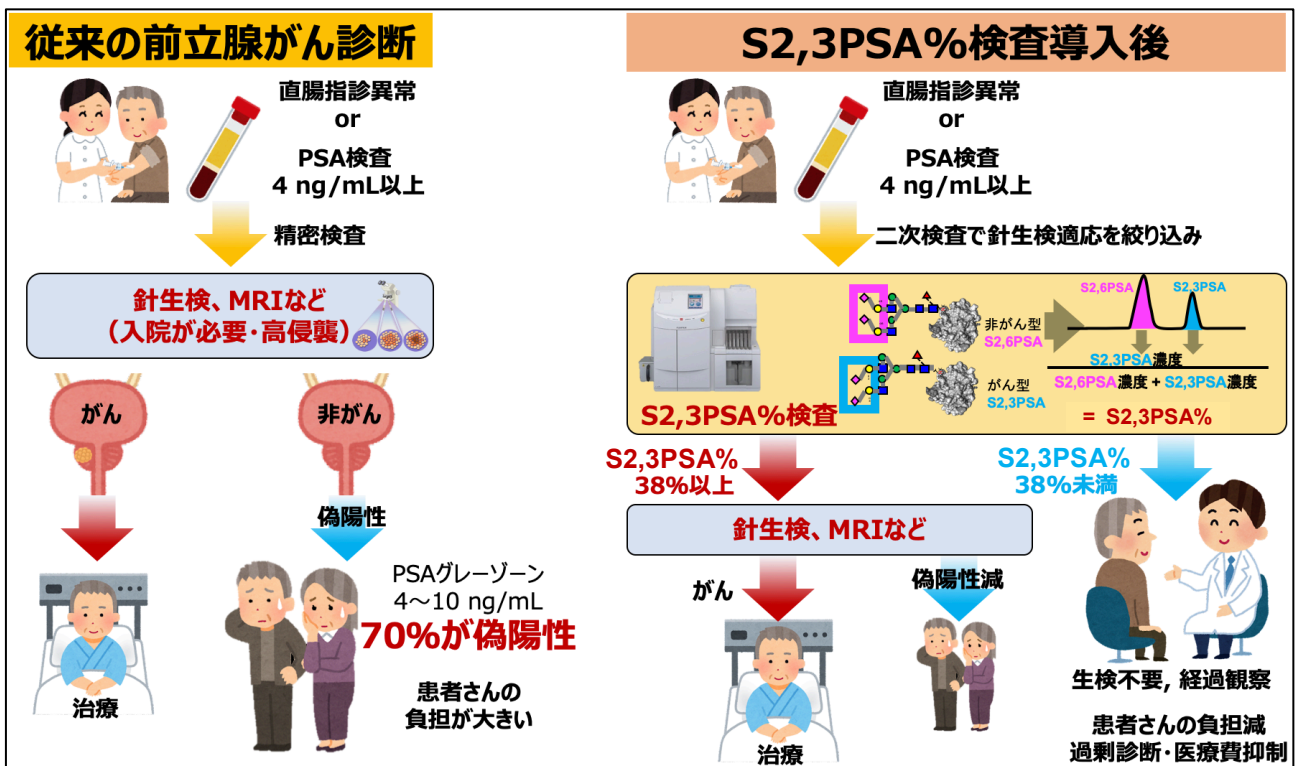 従来の前立腺がん診断
直腸指診異常
or
PSA検査
4 ng/mL以上
精密検査
針生検、MRIなど
（入院が必要・高侵襲）
がん
非がん
偽陽性
治療
PSAグレーゾーン
4～10 ng/mL
70%が偽陽性
患者さんの
負担が大きい
S2,3PSA%検査導入後
直腸指診異常
or
PSA検査
4 ng/mL以上
二次検査で針生検適応を絞り込み
S2,3PSA%検査
非がん型
S2,6PSA
がん型
S2,3PSA
S2,6PSA
S2,3PSA
S2,3PSA濃度
S2,6PSA濃度 + S2,3PSA濃度
= S2,3PSA%
S2,3PSA%
38%以上
S2,3PSA%
38%未満
針生検、MRIなど
がん
偽陽性減
治療
生検不要, 経過観察
患者さんの負担減
過剰診断・医療費抑制